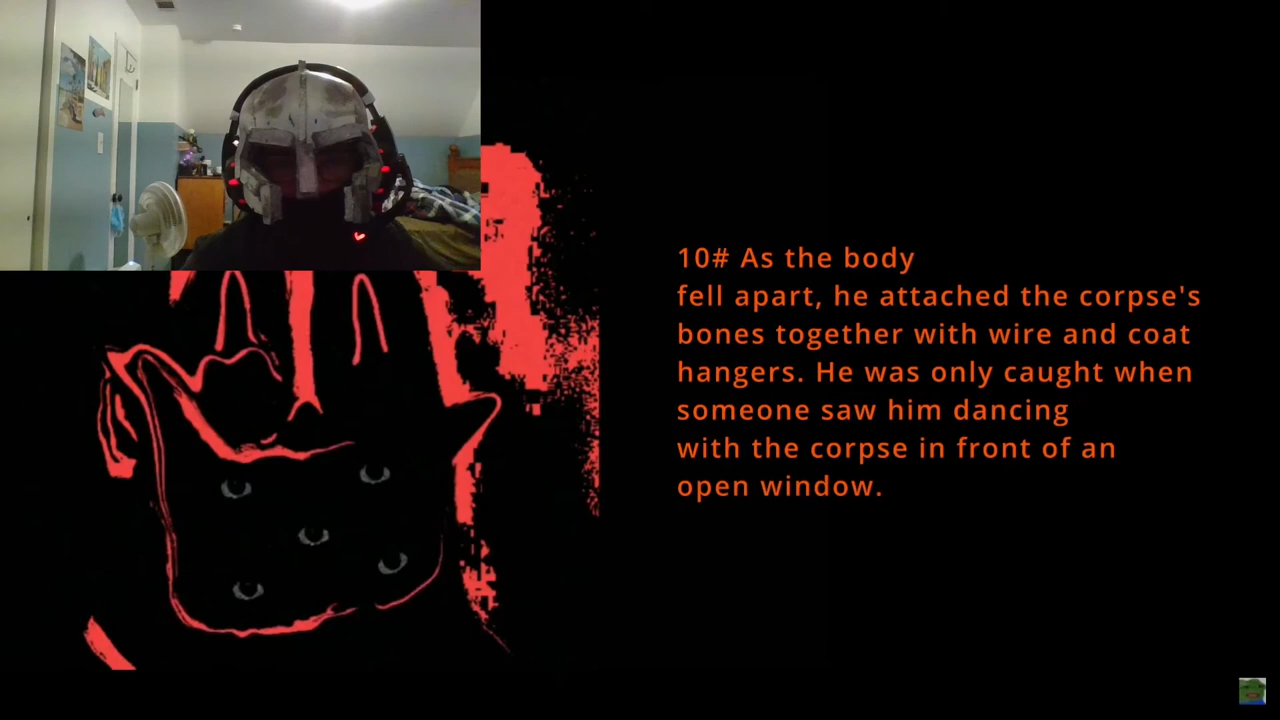 10# As the body
fell apart, he attached the corpse's
bones together with wire and coat
hangers. He was only caught when
someone saw him dancing
with the corpse in front of an
open window.